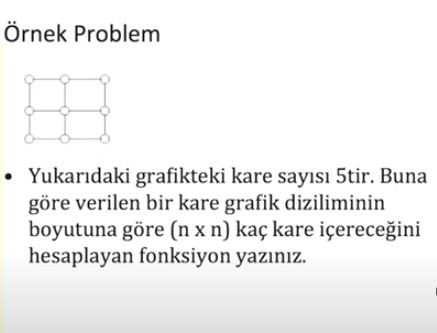 Örnek Problem
• Yukarıdaki grafikteki kare sayısı 5tir. Buna
göre verilen bir kare grafik diziliminin
boyutuna göre (n x n) kaç kare içereceğini
hesaplayan fonksiyon yazınız.